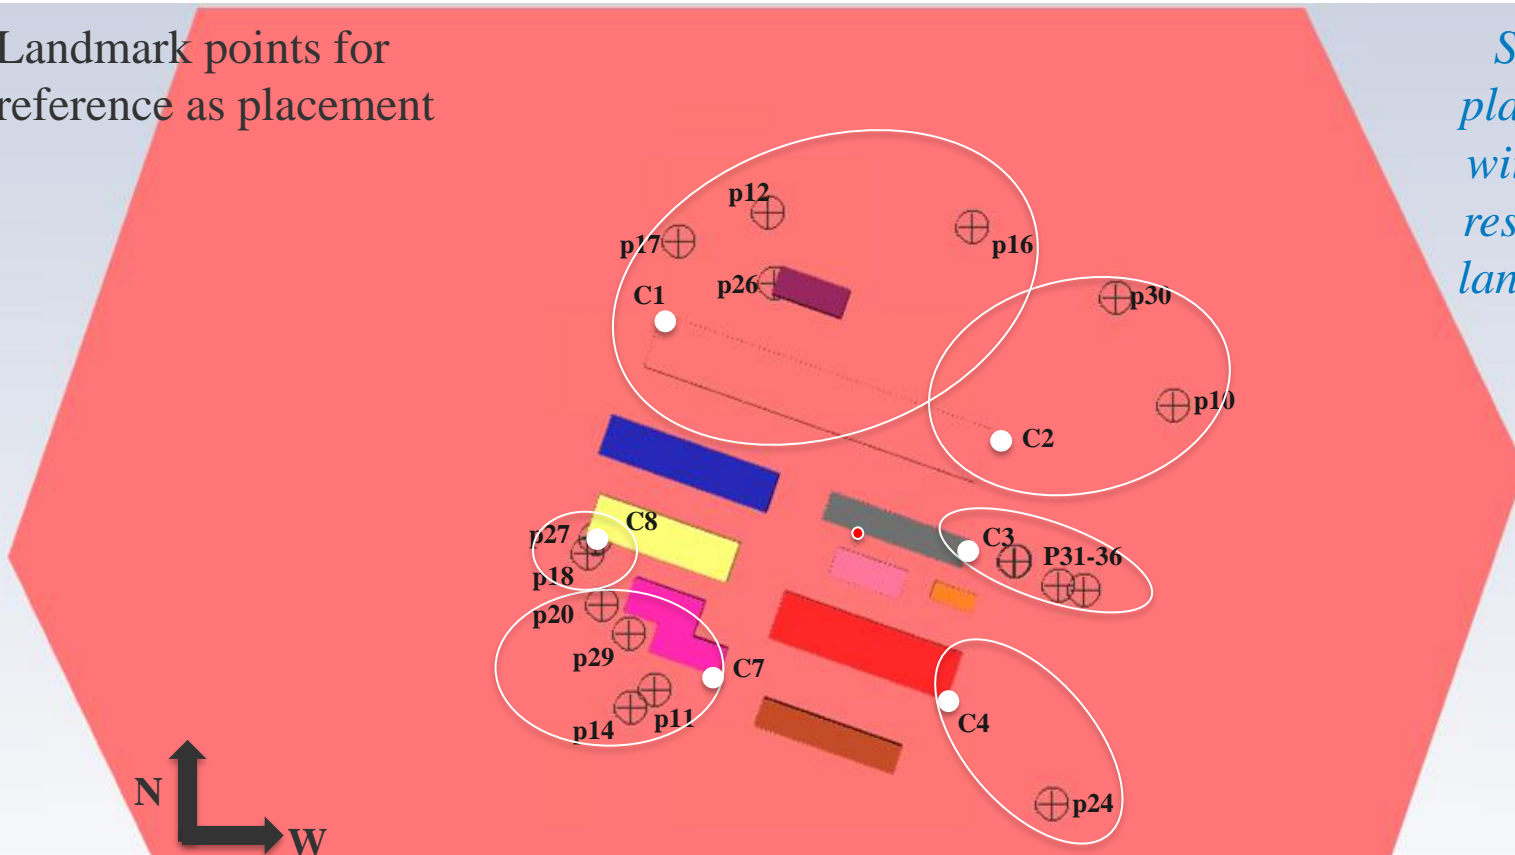 Landmark points for
reference as placement
p12
p17
p16
p26
C1
p30
p10
C2
C8
p27
C3
P31-36
p18
p20
p29
C7
p11
p14
C4
p24
N
W